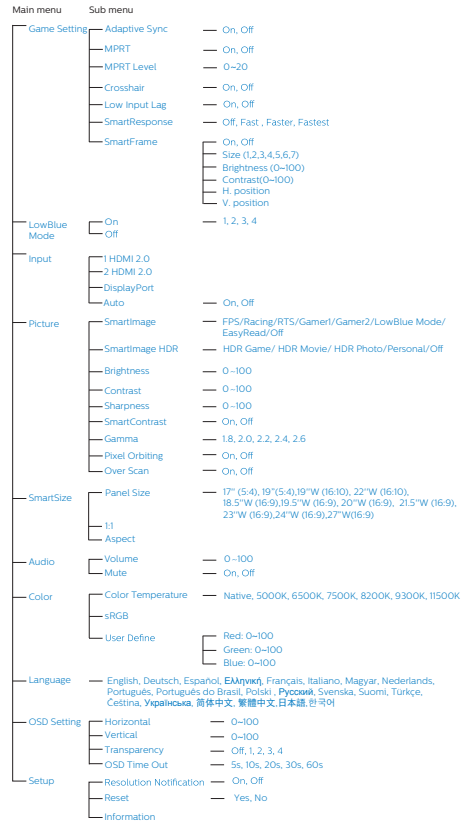 Main menu Sub menu
Game Setting Adaptive Sync On, Off
MPRT On, Off
MPRT Level 0~20
Crosshair On, Off
Low Input Lag On, Off
SmartResponse Off, Fast , Faster, Fastest
SmartFrame On, Off
Size (1,2,3,4,5,6,7)
Brightness (0~100)
Contrast(0~100)
H. position
V. position
LowBlue Mode On 1, 2, 3, 4
Off
Input 1 HDMI 2.0
2 HDMI 2.0
DisplayPort
Auto On, Off
Picture SmartImage FPS/Racing/RTS/Gamer1/Gamer2/LowBlue Mode/
EasyRead/Off
SmartImage HDR HDR Game/ HDR Movie/ HDR Photo/Personal/Off
Brightness 0~100
Contrast 0~100
Sharpness 0~100
SmartContrast On, Off
Gamma 1.8, 2.0, 2.2, 2.4, 2.6
Pixel Orbiting On, Off
Over Scan On, Off
SmartSize Panel Size 17" (5:4), 19"(5:4),19"W (16:10), 22"W (16:10),
18.5"W (16:9),19.5"W (16:9), 20"W (16:9), 21.5"W (16:9),
23"W (16:9),24"W (16:9),27"W(16:9)
1:1
Aspect
Audio Volume 0~100
Mute On, Off
Color Color Temperature Native, 5000K, 6500K, 7500K, 8200K, 9300K, 11500K
sRGB
User Define Red: 0~100
Green: 0~100
Blue: 0~100
Language English, Deutsch, Español, Ελληνική, Français, Italiano, Magyar, Nederlands,
Português, Português do Brasil, Polski , Русский, Svenska, Suomi, Türkçe,
Čeština, Українська, 简体中文, 繁體中文,日本語,한국어
OSD Setting Horizontal 0~100
Vertical 0~100
Transparency Off, 1, 2, 3, 4
OSD Time Out 5s, 10s, 20s, 30s, 60s
Setup Resolution Notification On, Off
Reset Yes, No
Information